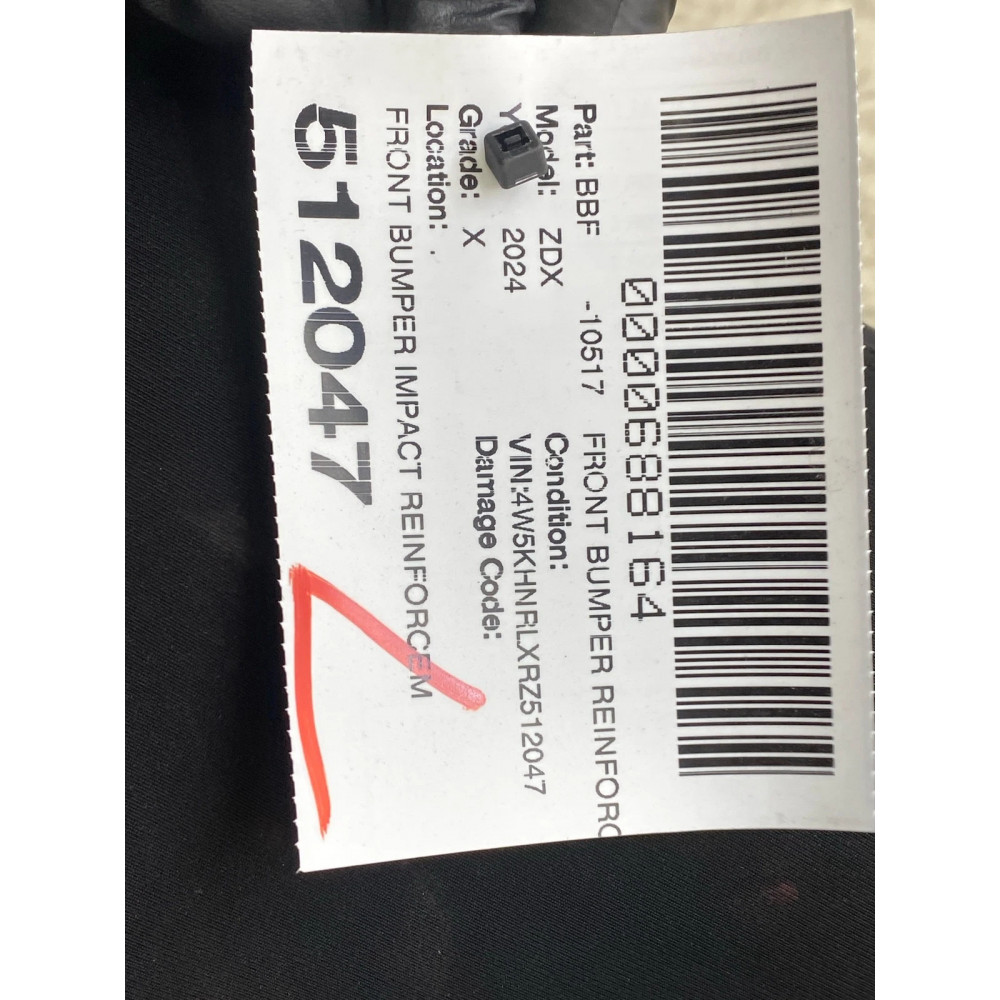 0000688164
Part: BBF -10517 FRONT BUMPER REINFORC
Model: ZDX Condition:
2024 VIN:4W5KHNRLXRZ512047
Grade: X Damage Code:
Location: .
FRONT BUMPER IMPACT REINFORCEM
512047